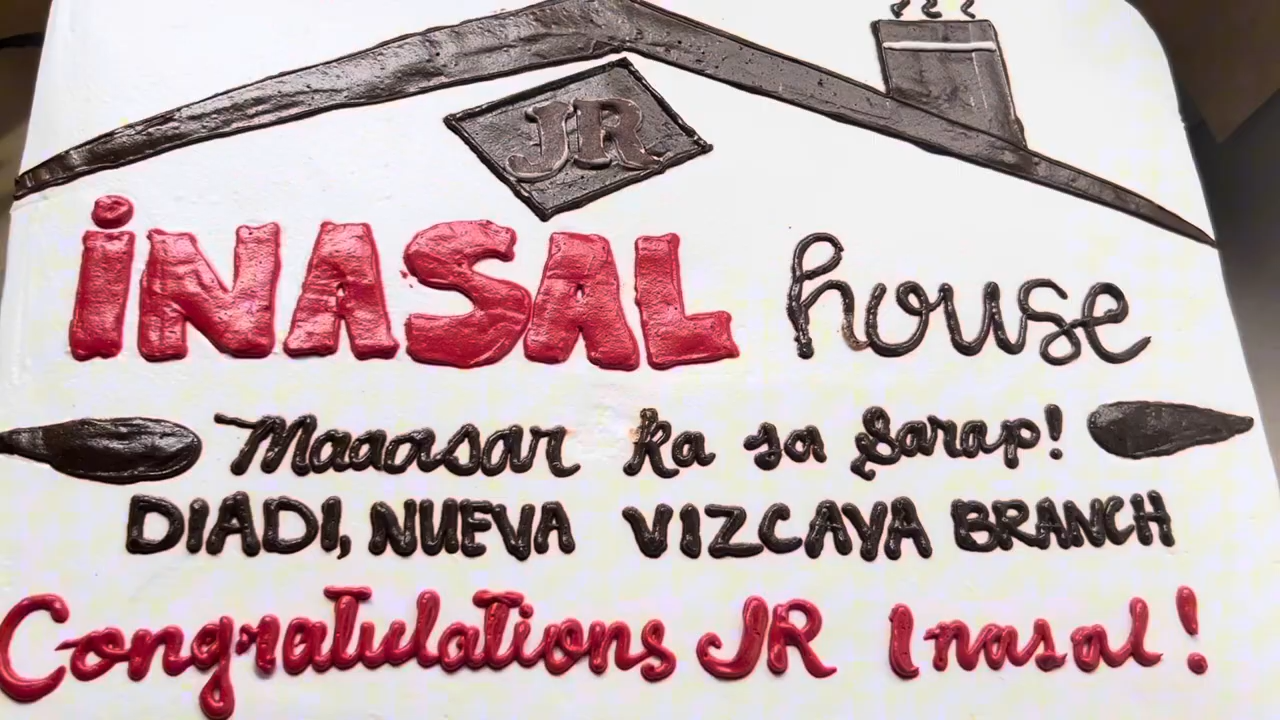 JR
iNASAL house
Maaasar ka sa Sarap!
DIADI, NUEVA VIZCAYA BRANCH
Congratulations JR Inasal!